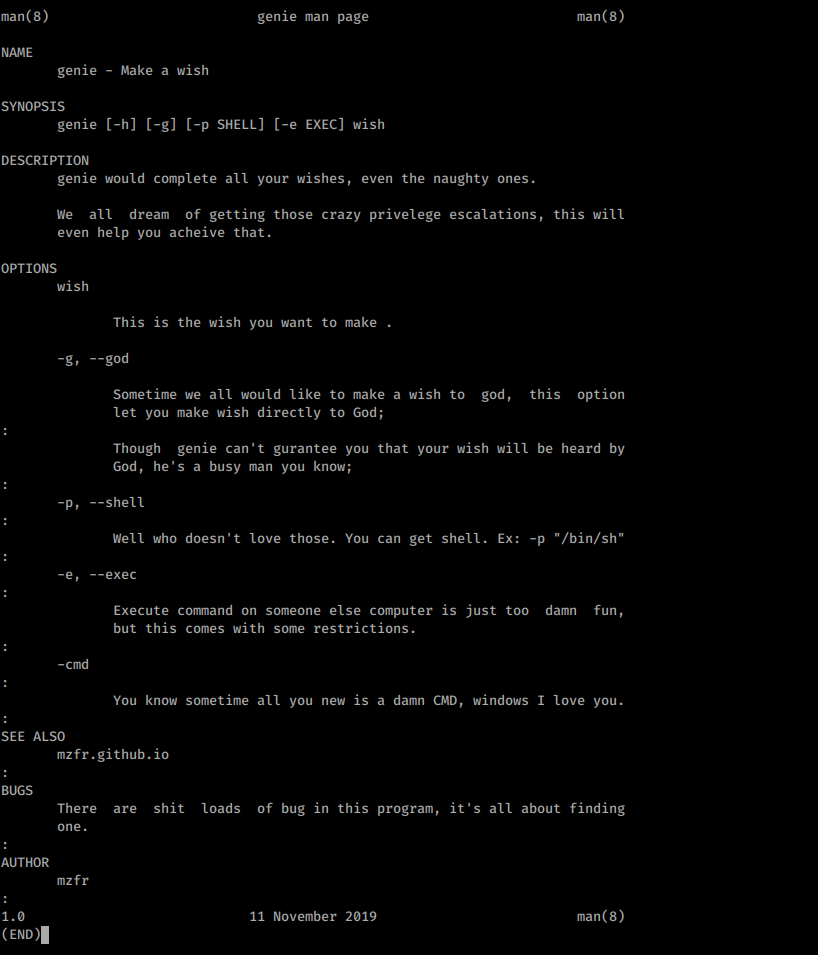 man(8)                          genie man page                          man(8)
NAME
       genie - Make a wish
SYNOPSIS
       genie [-h] [-g] [-p SHELL] [-e EXEC] wish
DESCRIPTION
       genie would complete all your wishes, even the naughty ones.
       We  all  dream  of getting those crazy privelege escalations, this will
       even help you acheive that.
OPTIONS
       wish
              This is the wish you want to make .
       -g, --god
              Sometime we all would like to make a wish to  god,  this  option
              let you make wish directly to God;
:
              Though  genie can't gurantee you that your wish will be heard by
              God, he's a busy man you know;
:
       -p, --shell
:
              Well who doesn't love those. You can get shell. Ex: -p "/bin/sh"
:
       -e, --exec
:
              Execute command on someone else computer is just too  damn  fun,
              but this comes with some restrictions.
:
       -cmd
:
              You know sometime all you new is a damn CMD, windows I love you.
:
SEE ALSO
       mzfr.github.io
:
BUGS
       There  are  shit  loads  of bug in this program, it's all about finding
       one.
:
AUTHOR
       mzfr
:
1.0                            11 November 2019                         man(8)
(END)